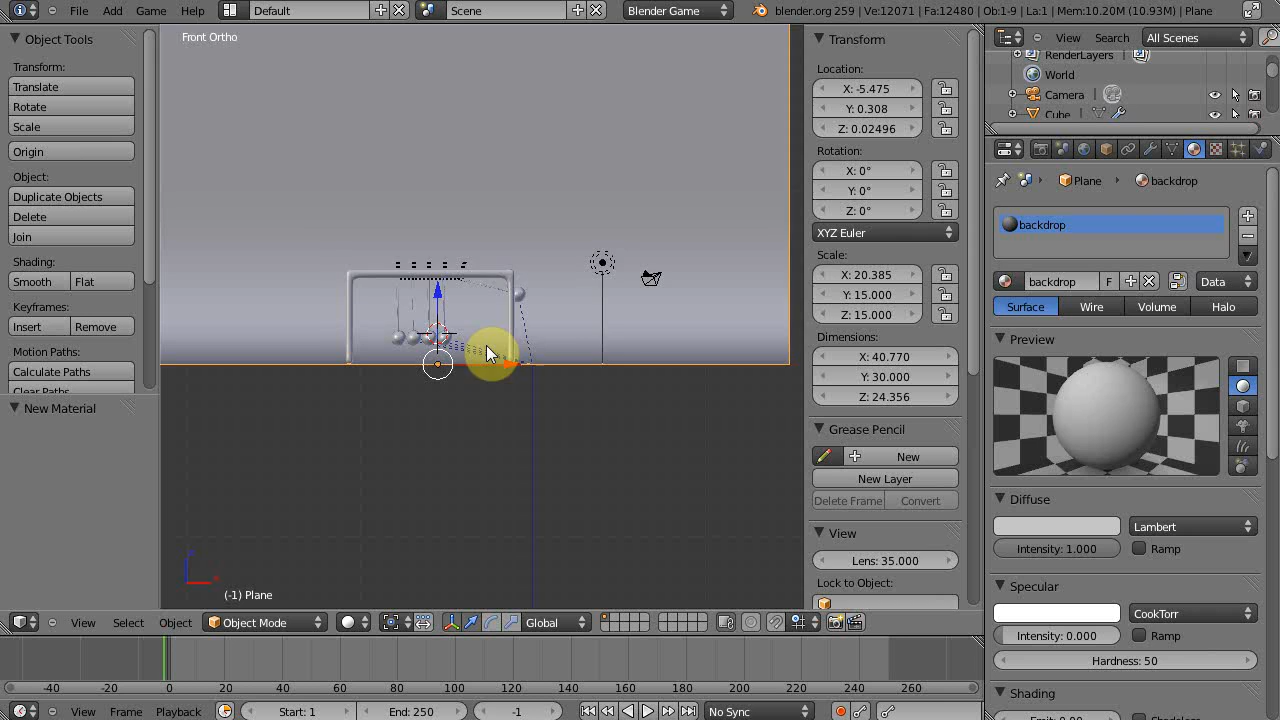 File Add Render Help Default Scene Blender Game blender.org 259 | Ve:12071 | Fa:12480 | Ob:1-9 | La:1 | Mem:10.20M (10.93M) | Plane
Object Tools
Transform:
Translate
Rotate
Scale
Origin
Object:
Duplicate Objects
Delete
Join
Shading:
Smooth Flat
Keyframes:
Insert Remove
Motion Paths:
Calculate Paths
Clear Paths
New Material
Front Ortho
(-1) Plane
Transform
Location:
X: -5.475
Y: 0.308
Z: 0.02496
Rotation:
X: 0°
Y: 0°
Z: 0°
XYZ Euler
Scale:
X: 20.385
Y: 15.000
Z: 15.000
Dimensions:
X: 40.770
Y: 30.000
Z: 24.356
Grease Pencil
New
New Layer
Delete Frame Convert
View
Lens: 35.000
Lock to Object:
View Search All Scenes
RenderLayers
World
Camera
Cube
Plane backdrop
backdrop
backdrop F Data
Surface Wire Volume Halo
Preview
Diffuse
Lambert
Intensity: 1.000 Ramp
Specular
CookTorr
Intensity: 0.000 Ramp
Hardness: 50
Shading
View Select Object Object Mode Global
-40 -20 0 20 40 60 80 100 120 140 160 180 200 220 240 260
View Frame Playback Start: 1 End: 250 -1 No Sync